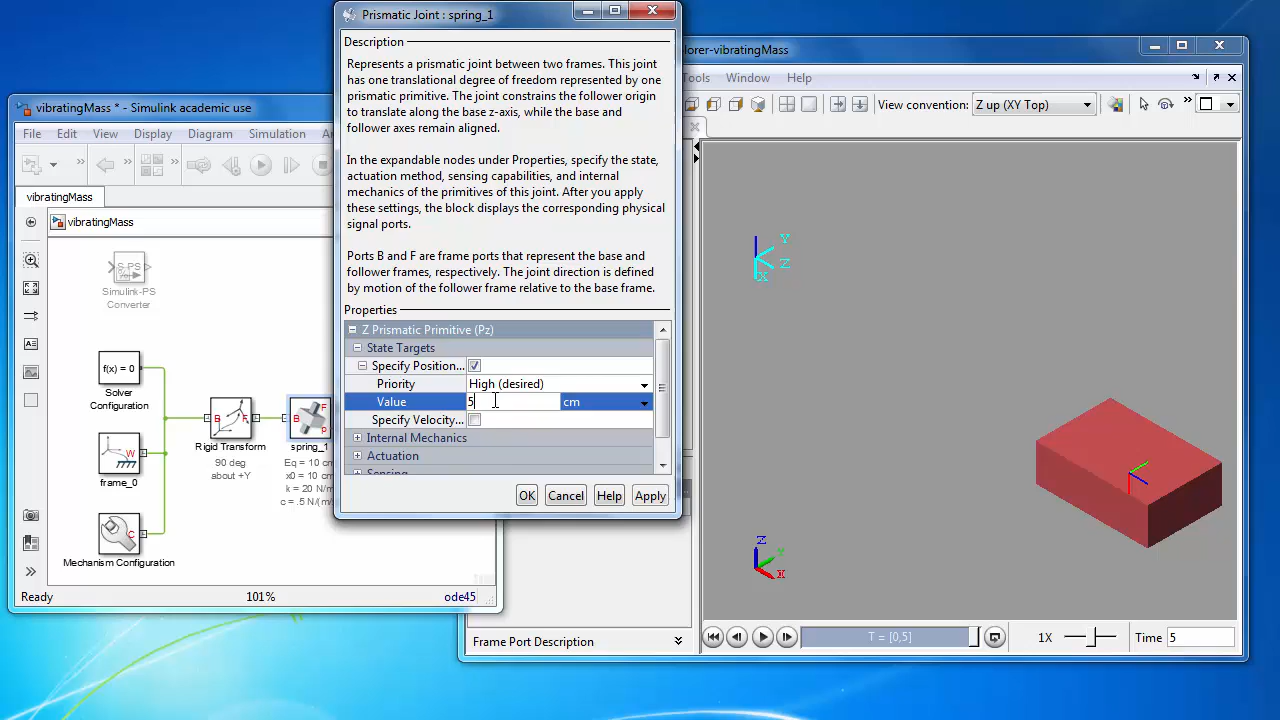 Prismatic Joint : spring_1
Description
Represents a prismatic joint between two frames. This joint
has one translational degree of freedom represented by one
prismatic primitive. The joint constrains the follower origin
to translate along the base z-axis, while the base and
follower axes remain aligned.
In the expandable nodes under Properties, specify the state,
actuation method, sensing capabilities, and internal
mechanics of the primitives of this joint. After you apply
these settings, the block displays the corresponding physical
signal ports.
Ports B and F are frame ports that represent the base and
follower frames, respectively. The joint direction is defined
by motion of the follower frame relative to the base frame.
Properties
Z Prismatic Primitive (Pz)
State Targets
Specify Position...
Priority High (desired)
Value 5 cm
Specify Velocity...
Internal Mechanics
Actuation
Sensing
OK Cancel Help Apply
vibratingMass * - Simulink academic use
File Edit View Display Diagram Simulation
vibratingMass
vibratingMass
S-PS
Simulink-PS
Converter
f(x) = 0
Solver
Configuration
W
frame_0
C
Mechanism Configuration
B F
Rigid Transform
90 deg
about +Y
B F
P
spring_1
Eq = 10 cm
x0 = 10 cm
k = 20 N/m
c = .5 N/(m/s
Ready 101% ode45
plorer-vibratingMass
Tools Window Help
View convention: Z up (XY Top)
Y
Z
X
Z
Y
X
T = [0,5] 1X Time 5
Frame Port Description